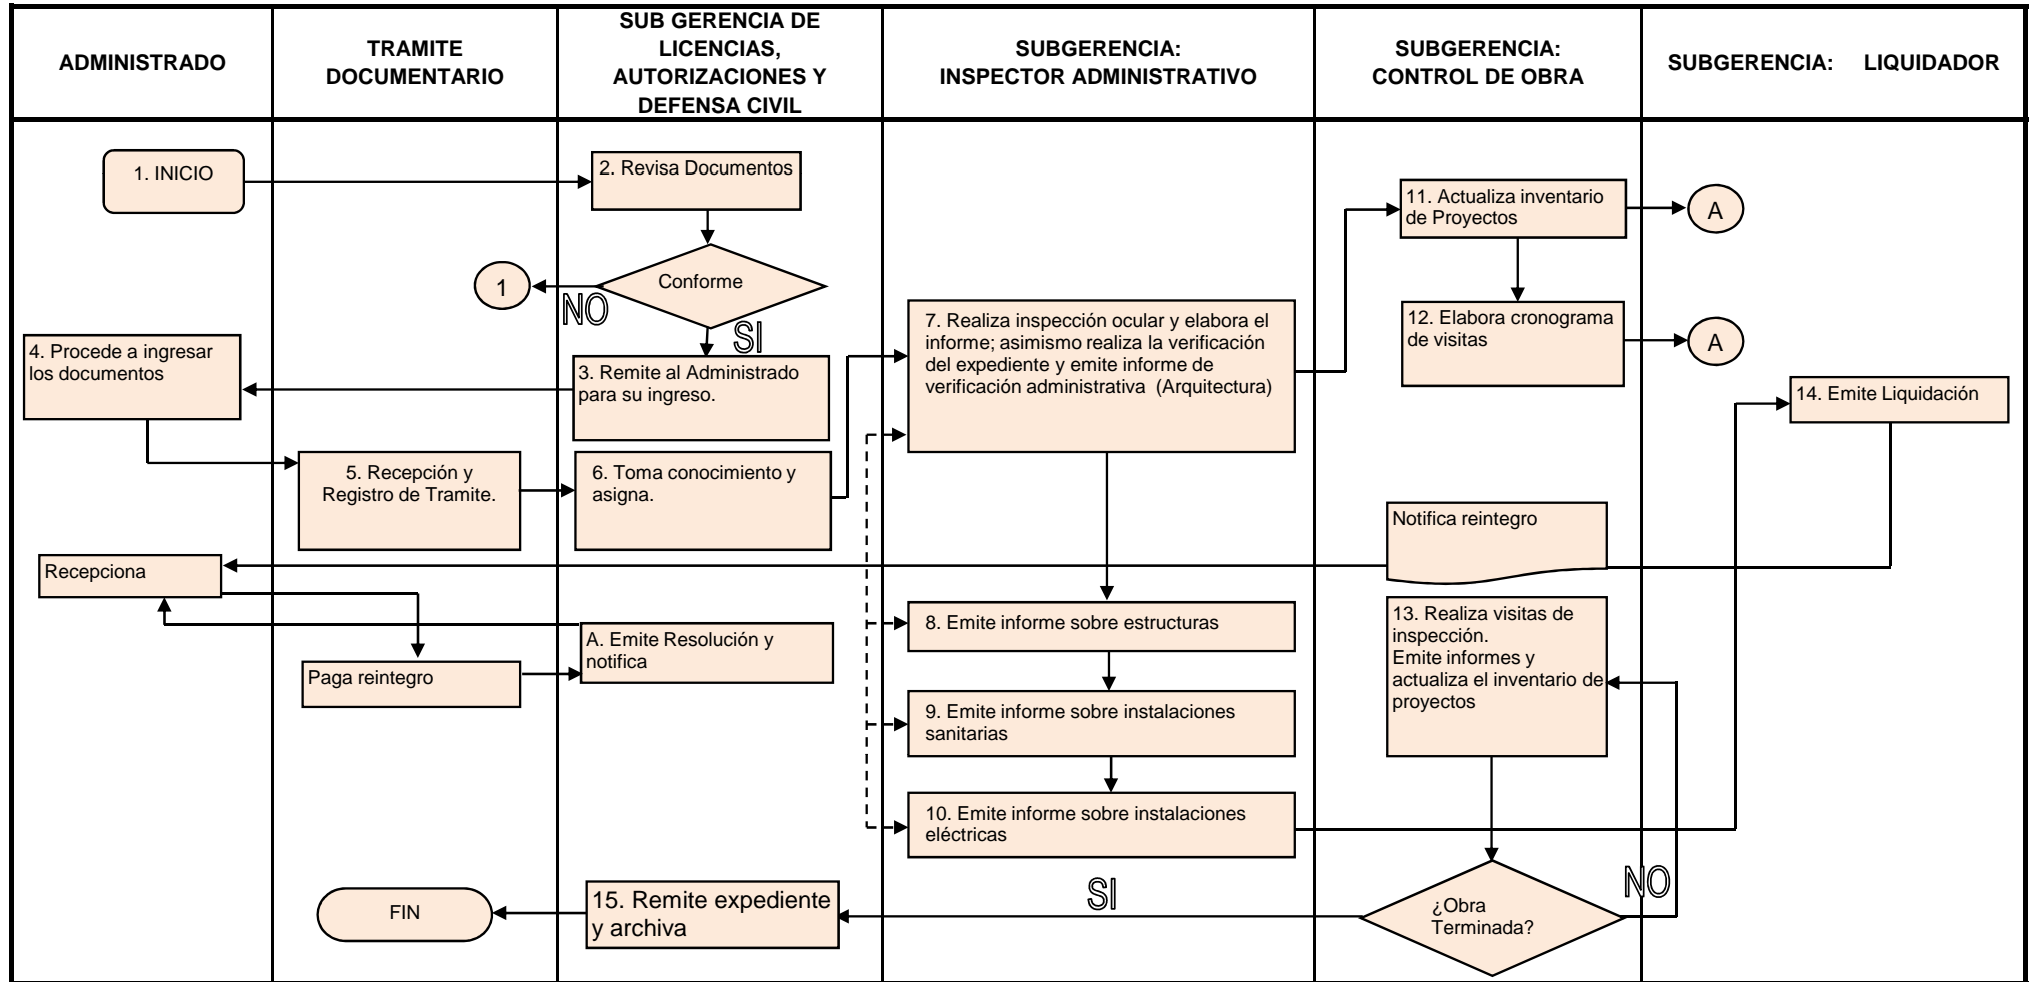 ADMINISTRADO
TRAMITE
DOCUMENTARIO
SUB GERENCIA DE
LICENCIAS,
AUTORIZACIONES Y
DEFENSA CIVIL
SUBGERENCIA:
INSPECTOR ADMINISTRATIVO
SUBGERENCIA:
CONTROL DE OBRA
SUBGERENCIA: LIQUIDADOR
1. INICIO
2. Revisa Documentos
Conforme
1
NO
SI
3. Remite al Administrado
para su ingreso.
4. Procede a ingresar
los documentos
5. Recepción y
Registro de Tramite.
6. Toma conocimiento y
asigna.
7. Realiza inspección ocular y elabora el
informe; asimismo realiza la verificación
del expediente y emite informe de
verificación administrativa (Arquitectura)
11. Actualiza inventario
de Proyectos
A
12. Elabora cronograma
de visitas
A
14. Emite Liquidación
Notifica reintegro
Recepciona
Paga reintegro
A. Emite Resolución y
notifica
8. Emite informe sobre estructuras
9. Emite informe sobre instalaciones
sanitarias
10. Emite informe sobre instalaciones
eléctricas
13. Realiza visitas de
inspección.
Emite informes y
actualiza el inventario de
proyectos
¿Obra
Terminada?
NO
SI
15. Remite expediente
y archiva
FIN